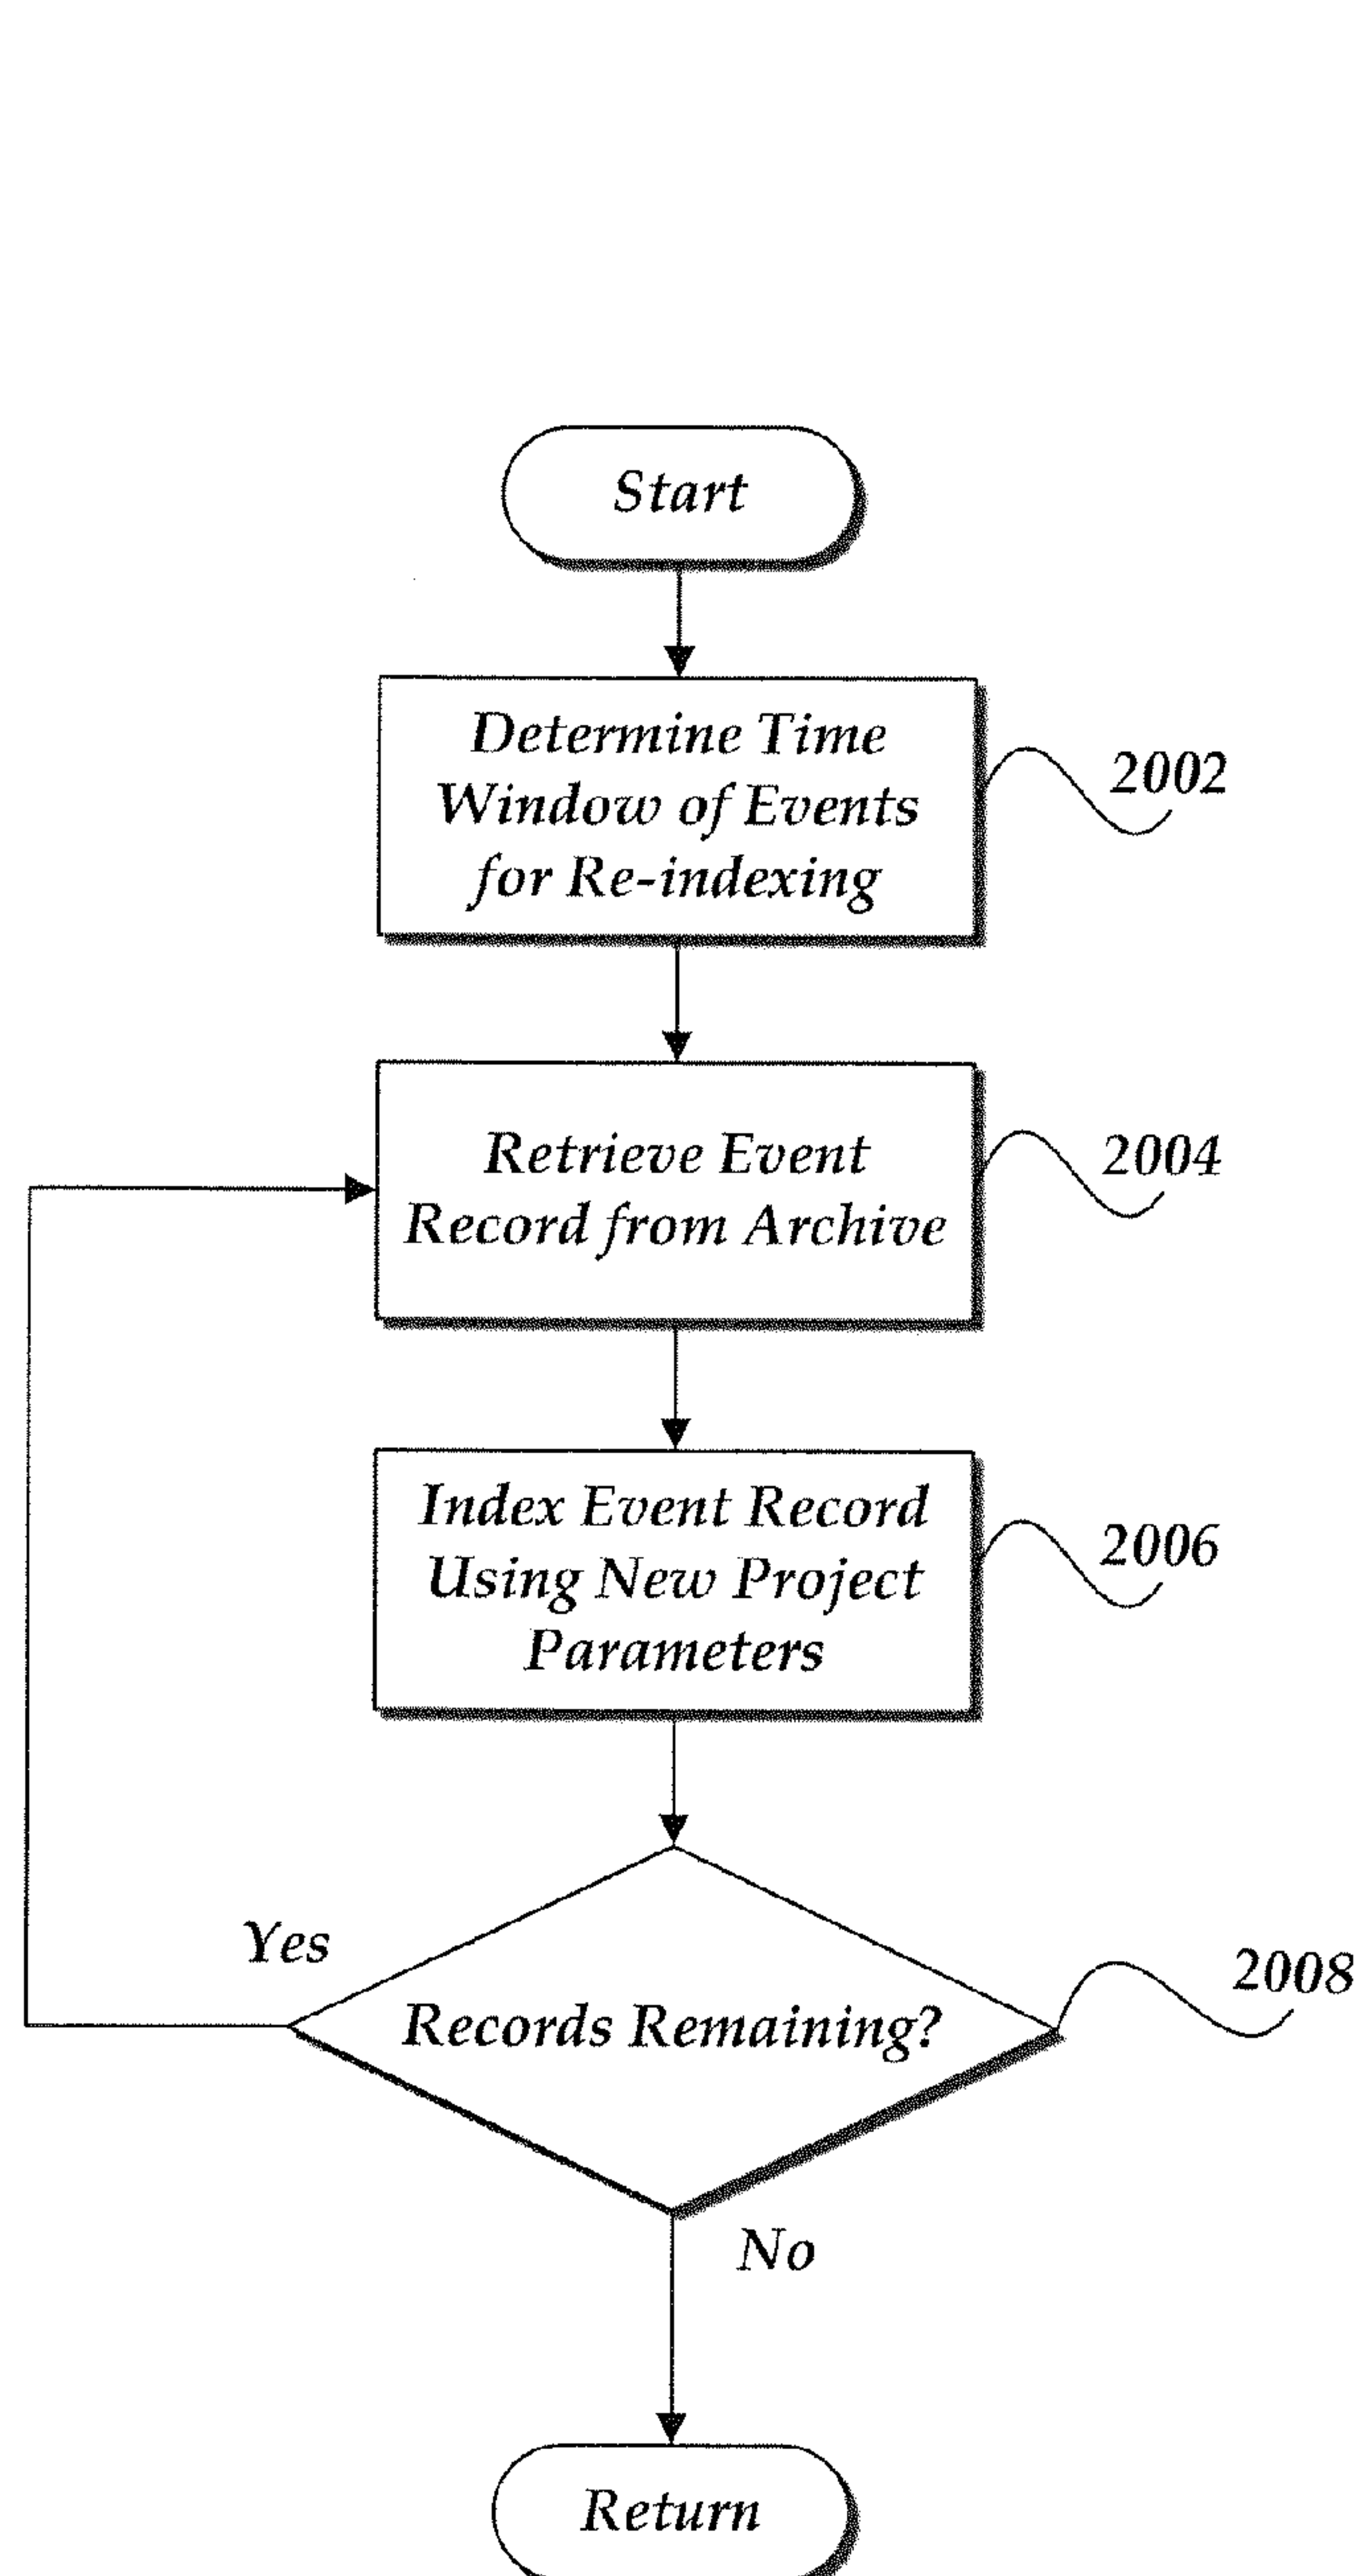 Start
Determine Time
Window of Events
for Re-indexing
2002
Retrieve Event
Record from Archive
2004
Index Event Record
Using New Project
Parameters
2006
Yes
Records Remaining?
2008
No
Return